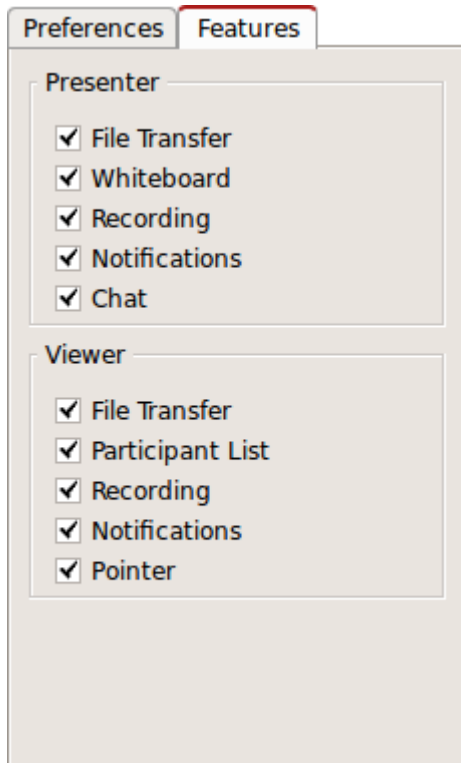 Preferences Features
Presenter
File Transfer
Whiteboard
Recording
Notifications
Chat
Viewer
File Transfer
Participant List
Recording
Notifications
Pointer